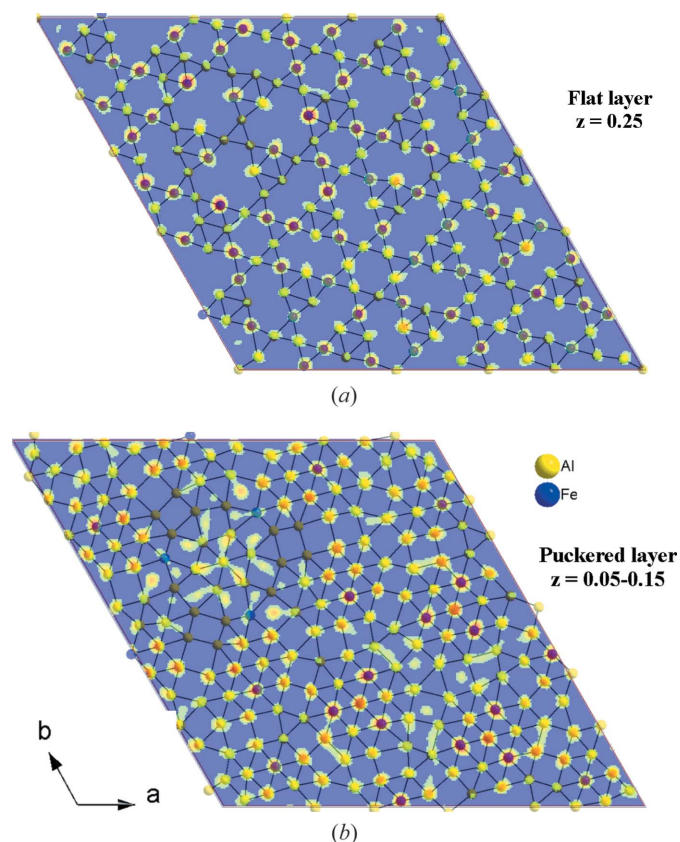 Flat layer
z = 0.25
(a)
Al
Fe
Puckered layer
z = 0.05-0.15
b
a
(b)